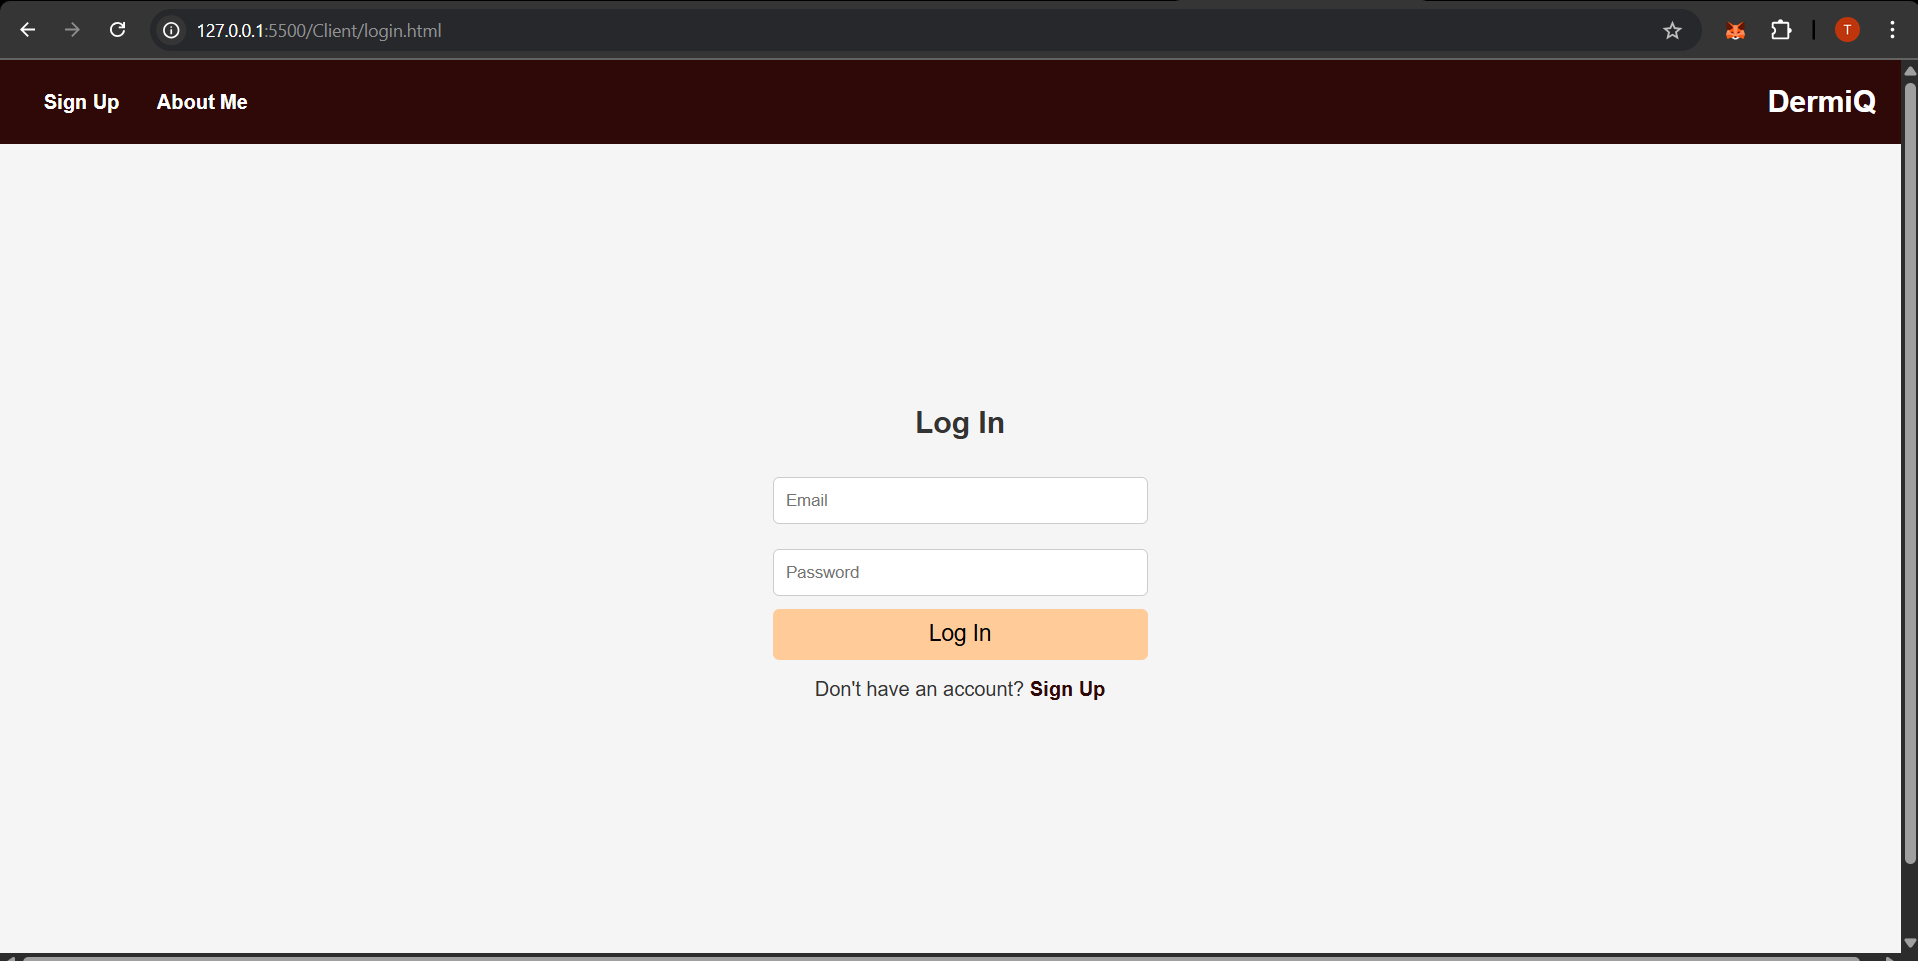 127.0.0.1:5500/Client/login.html
T
Sign Up
About Me
DermiQ
Log In
Email
Password
Log In
Don't have an account? Sign Up